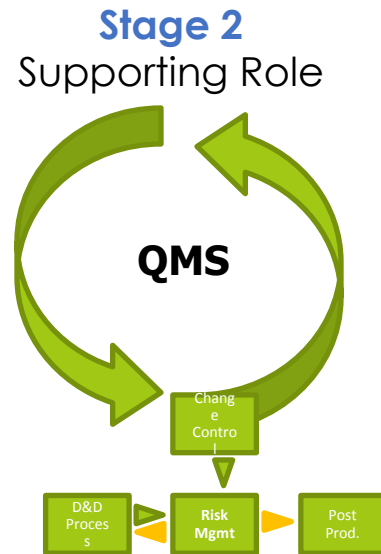 Stage 2
Supporting Role
QMS
Chang
e
Contro
l
D&D
Proces
s
Risk
Mgmt
Post
Prod.